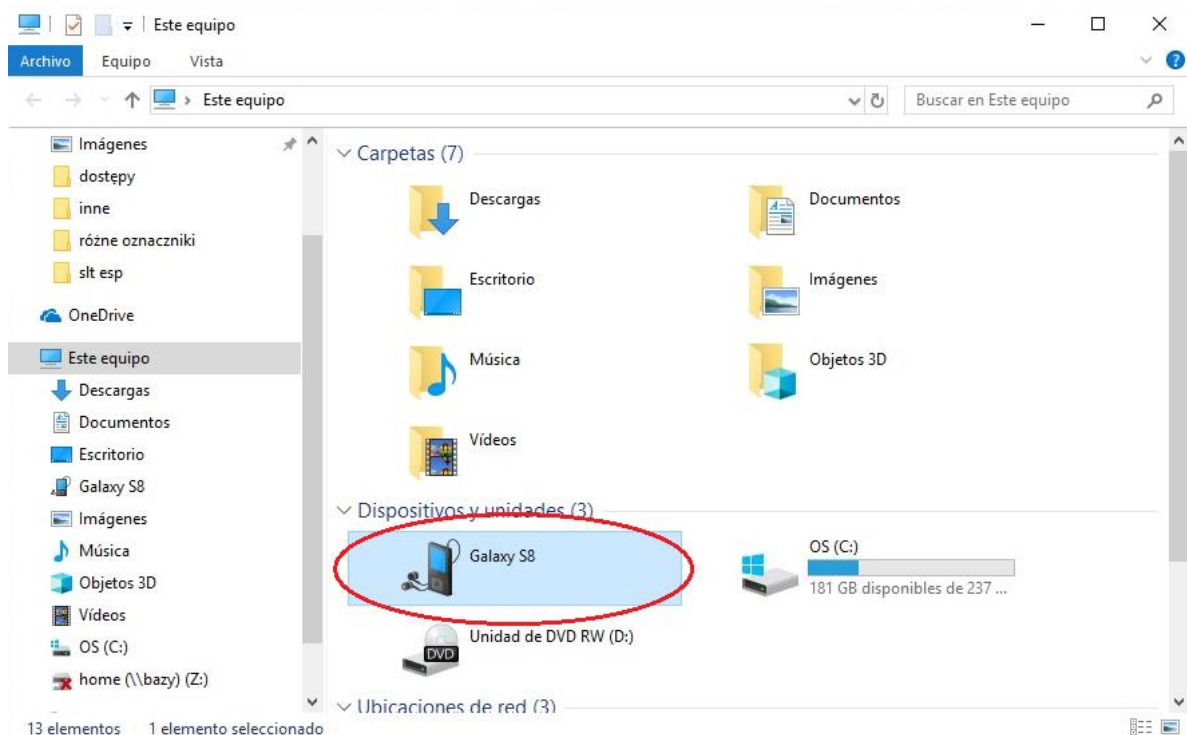 Este equipo
Archivo Equipo Vista
Este equipo
Buscar en Este equipo
Imágenes
dostępy
inne
różne oznaczniki
slt esp
OneDrive
Este equipo
Descargas
Documentos
Escritorio
Galaxy S8
Imágenes
Música
Objetos 3D
Vídeos
OS (C:)
home (\\bazy) (Z:)
Carpetas (7)
Descargas
Documentos
Escritorio
Imágenes
Música
Objetos 3D
Vídeos
Dispositivos y unidades (3)
Galaxy S8
OS (C:)
181 GB disponibles de 237 ...
Unidad de DVD RW (D:)
DVD
Ubicaciones de red (3)
13 elementos 1 elemento seleccionado